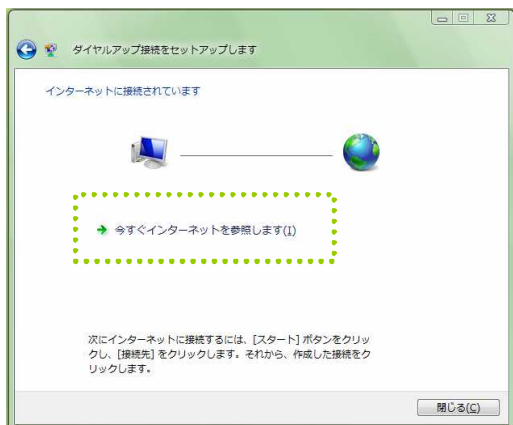 ダイヤルアップ接続をセットアップします
インターネットに接続されています
今すぐインターネットを参照します(I)
次にインターネットに接続するには、[スタート] ボタンをクリッ
クし、[接続先] をクリックします。それから、作成した接続をク
リックします。
閉じる(C)